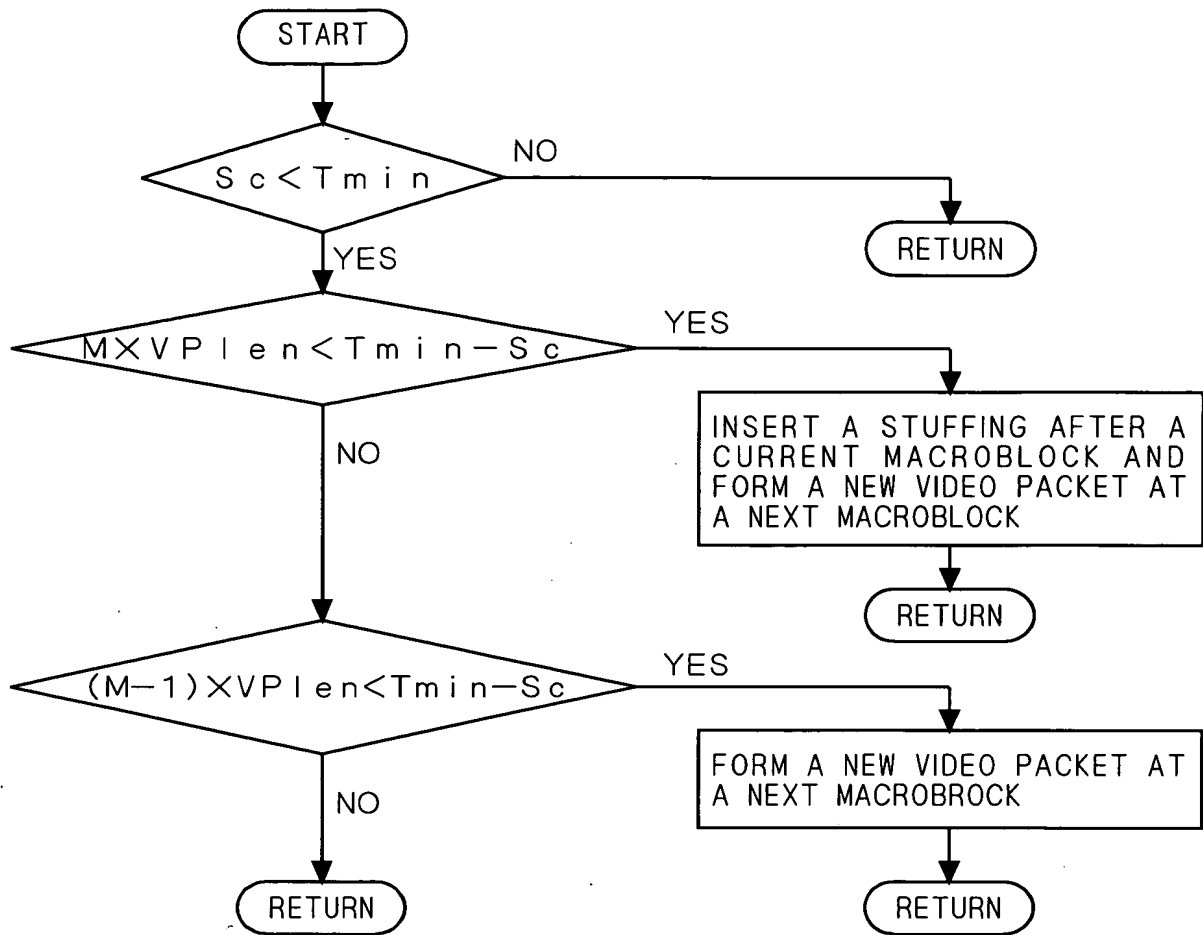 START
Sc<Tmin
NO
RETURN
YES
M×VPlen<Tmin−Sc
YES
INSERT A STUFFING AFTER A
CURRENT MACROBLOCK AND
FORM A NEW VIDEO PACKET AT
A NEXT MACROBLOCK
NO
RETURN
(M−1)×VPlen<Tmin−Sc
YES
FORM A NEW VIDEO PACKET AT
A NEXT MACROBROCK
NO
RETURN
RETURN